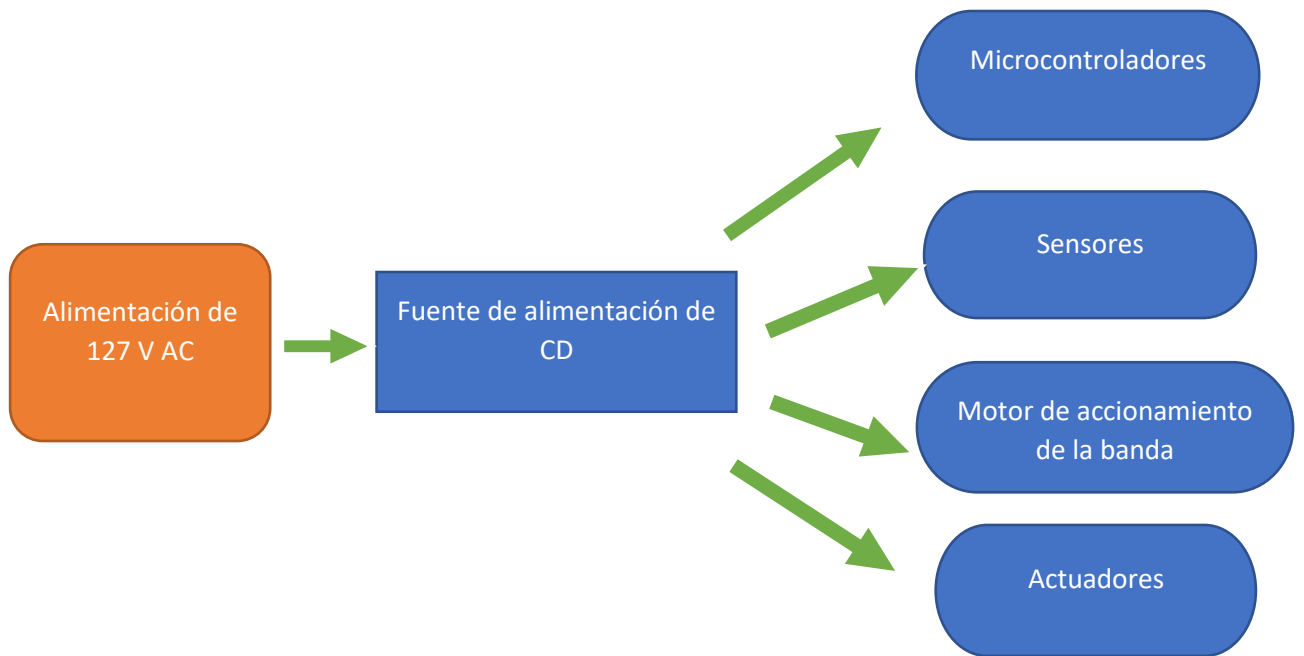 Microcontroladores
Sensores
Alimentación de
127 V AC
Fuente de alimentación de
CD
Motor de accionamiento
de la banda
Actuadores